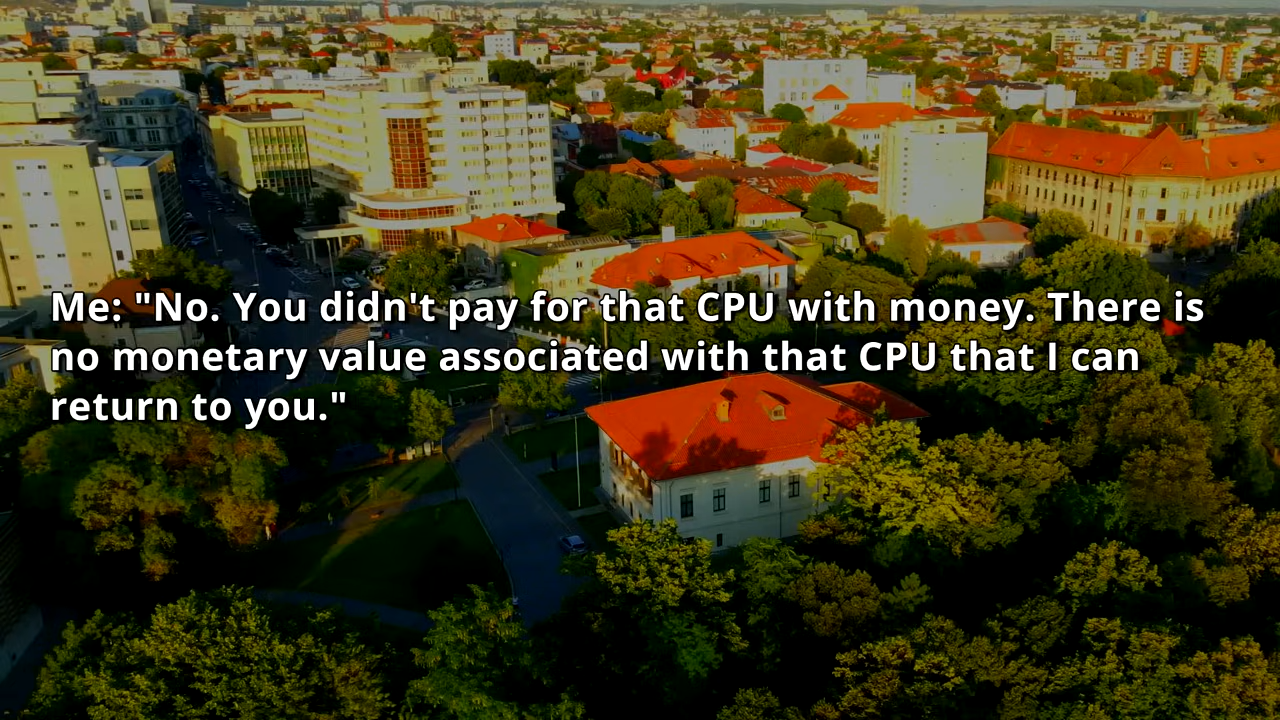 Me: "No. You didn't pay for that CPU with money. There is
no monetary value associated with that CPU that I can
return to you."